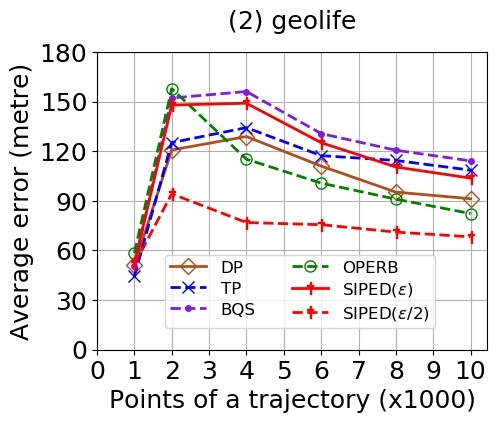 (2) geolife
Average error (metre)
180
150
120
90
60
30
0
DP
TP
BQS
OPERB
SIPED(ε)
SIPED(ε/2)
0 1 2 3 4 5 6 7 8 9 10
Points of a trajectory (x1000)